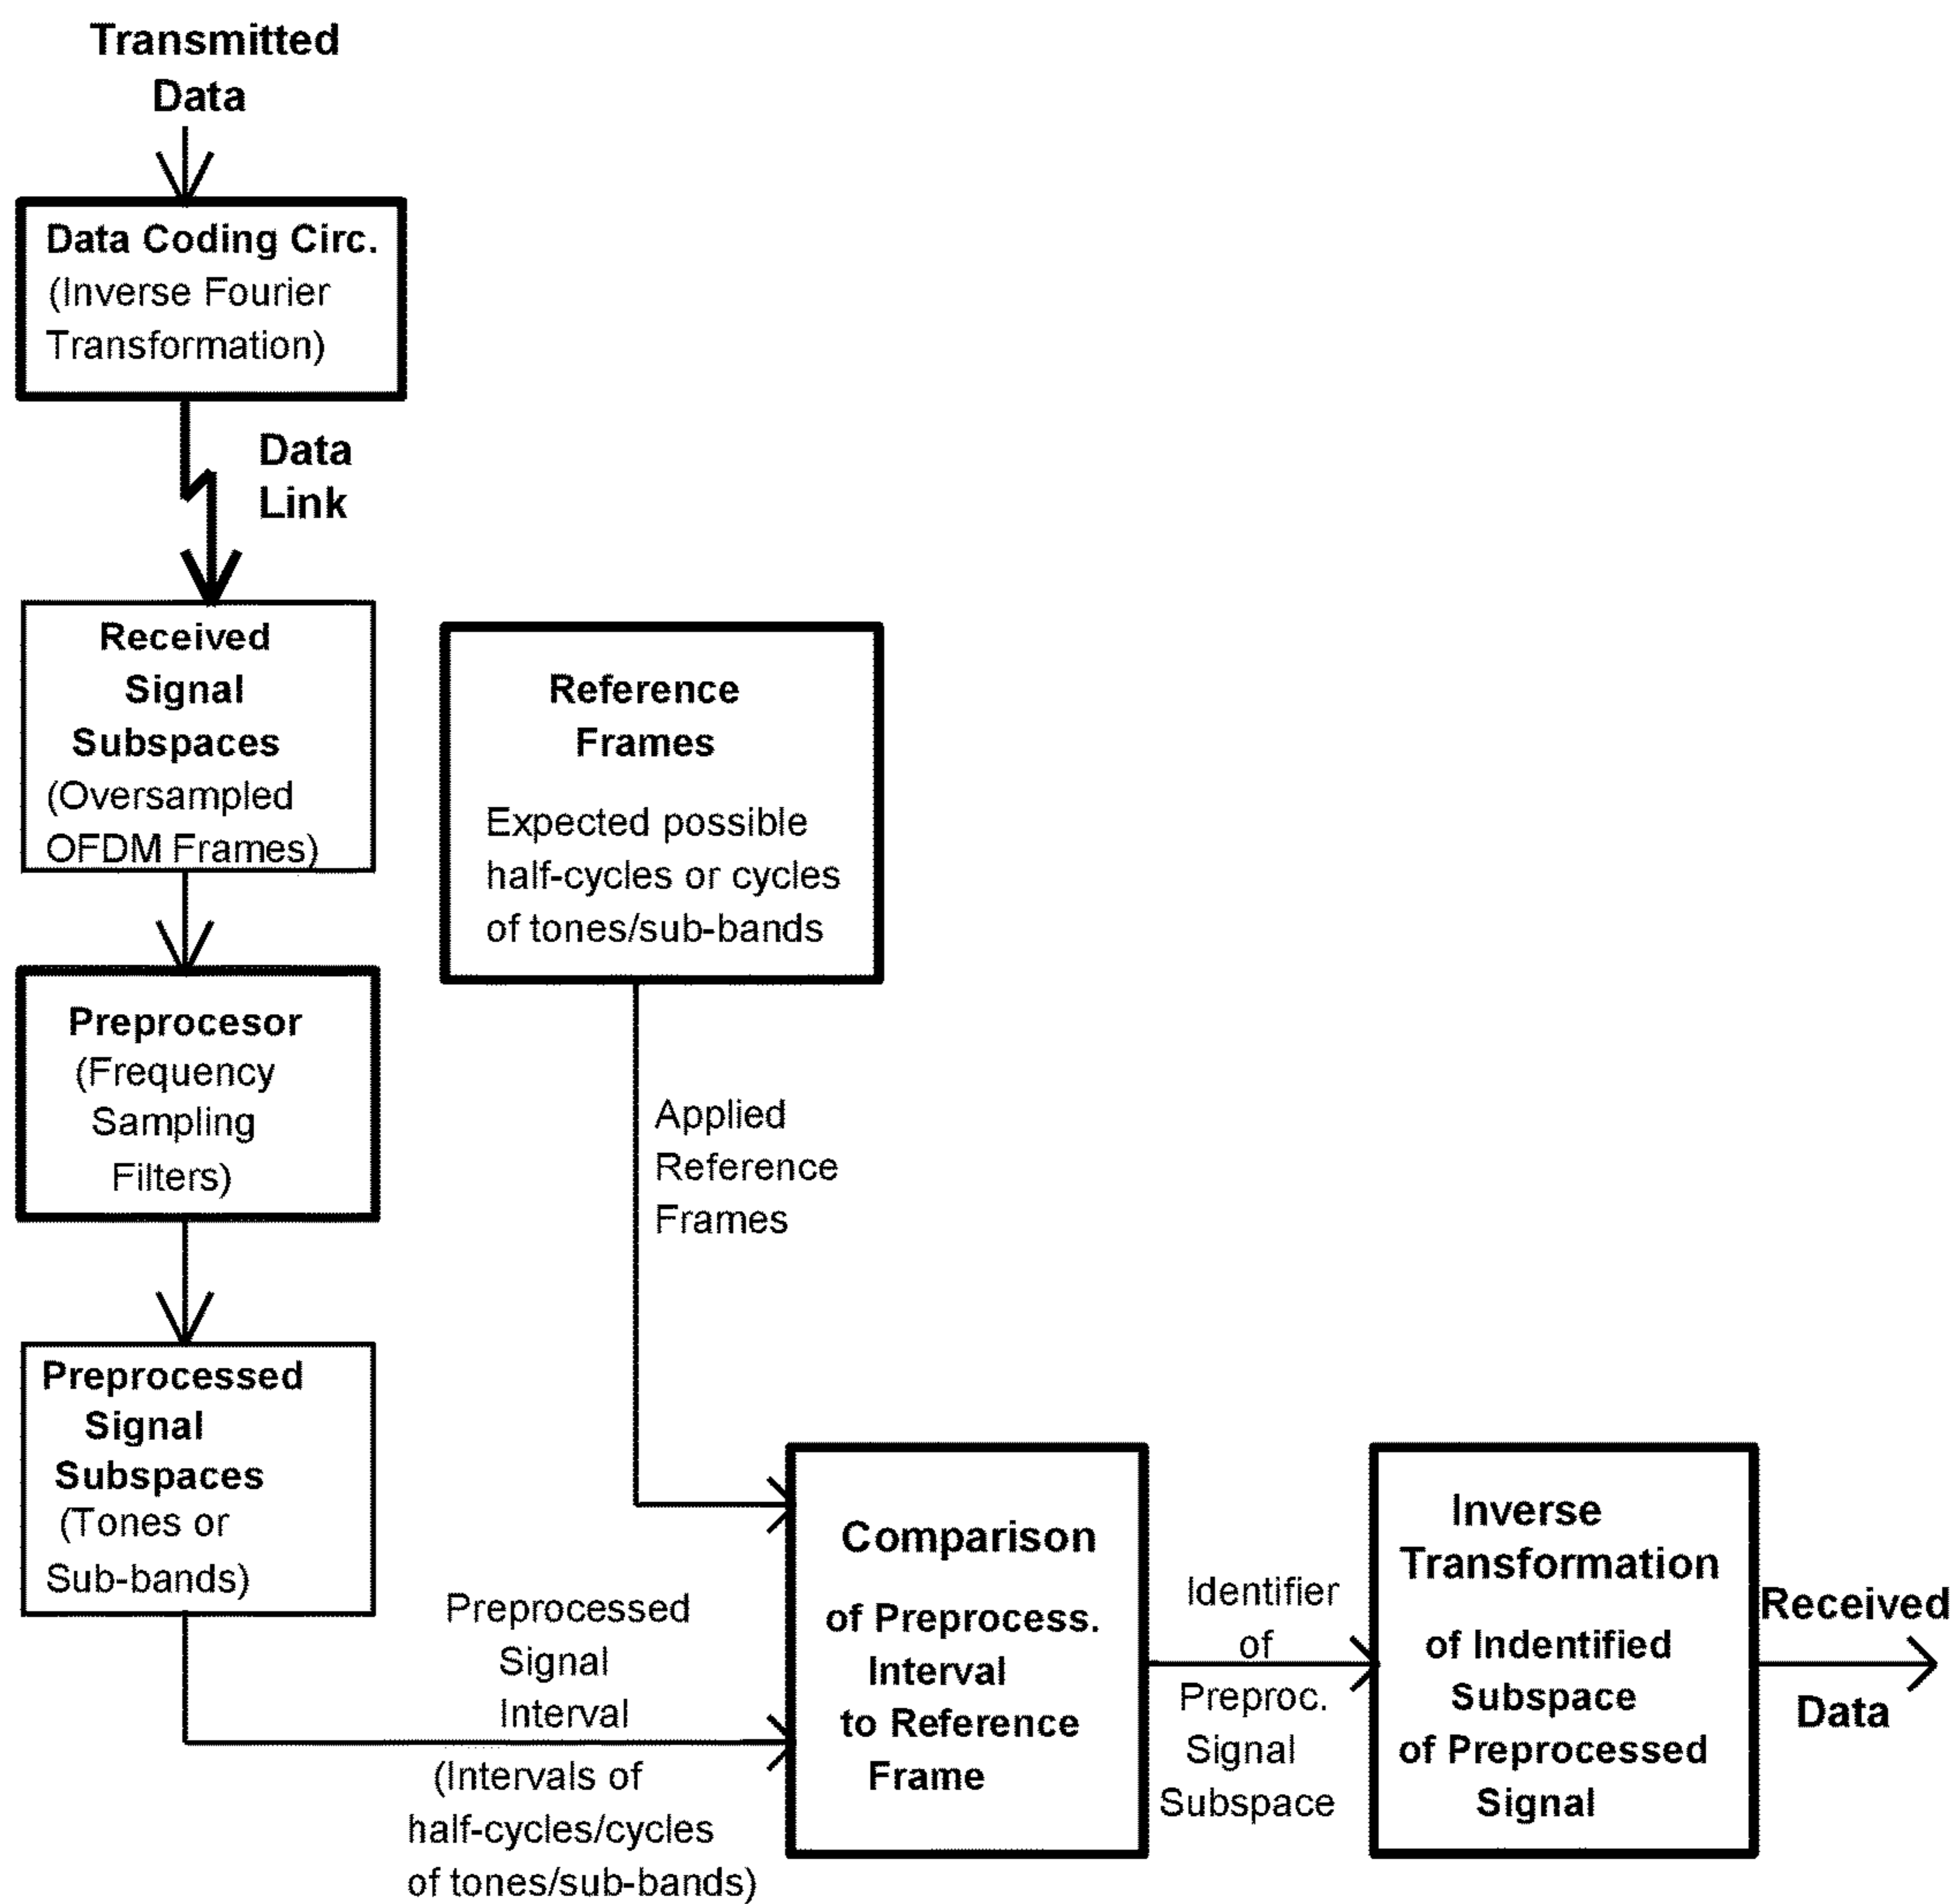 Transmitted
Data
Data Coding Circ.
(Inverse Fourier
Transformation)
Data
Link
Received
Signal
Subspaces
(Oversampled
OFDM Frames)
Reference
Frames
Expected possible
half-cycles or cycles
of tones/sub-bands
Preprocesor
(Frequency
Sampling
Filters)
Applied
Reference
Frames
Preprocessed
Signal
Subspaces
(Tones or
Sub-bands)
Preprocessed
Signal
Interval
(Intervals of
half-cycles/cycles
of tones/sub-bands)
Comparison
of Preprocess.
Interval
to Reference
Frame
Identifier
of
Preproc.
Signal
Subspace
Inverse
Transformation
of Indentified
Subspace
of Preprocessed
Signal
Received
Data